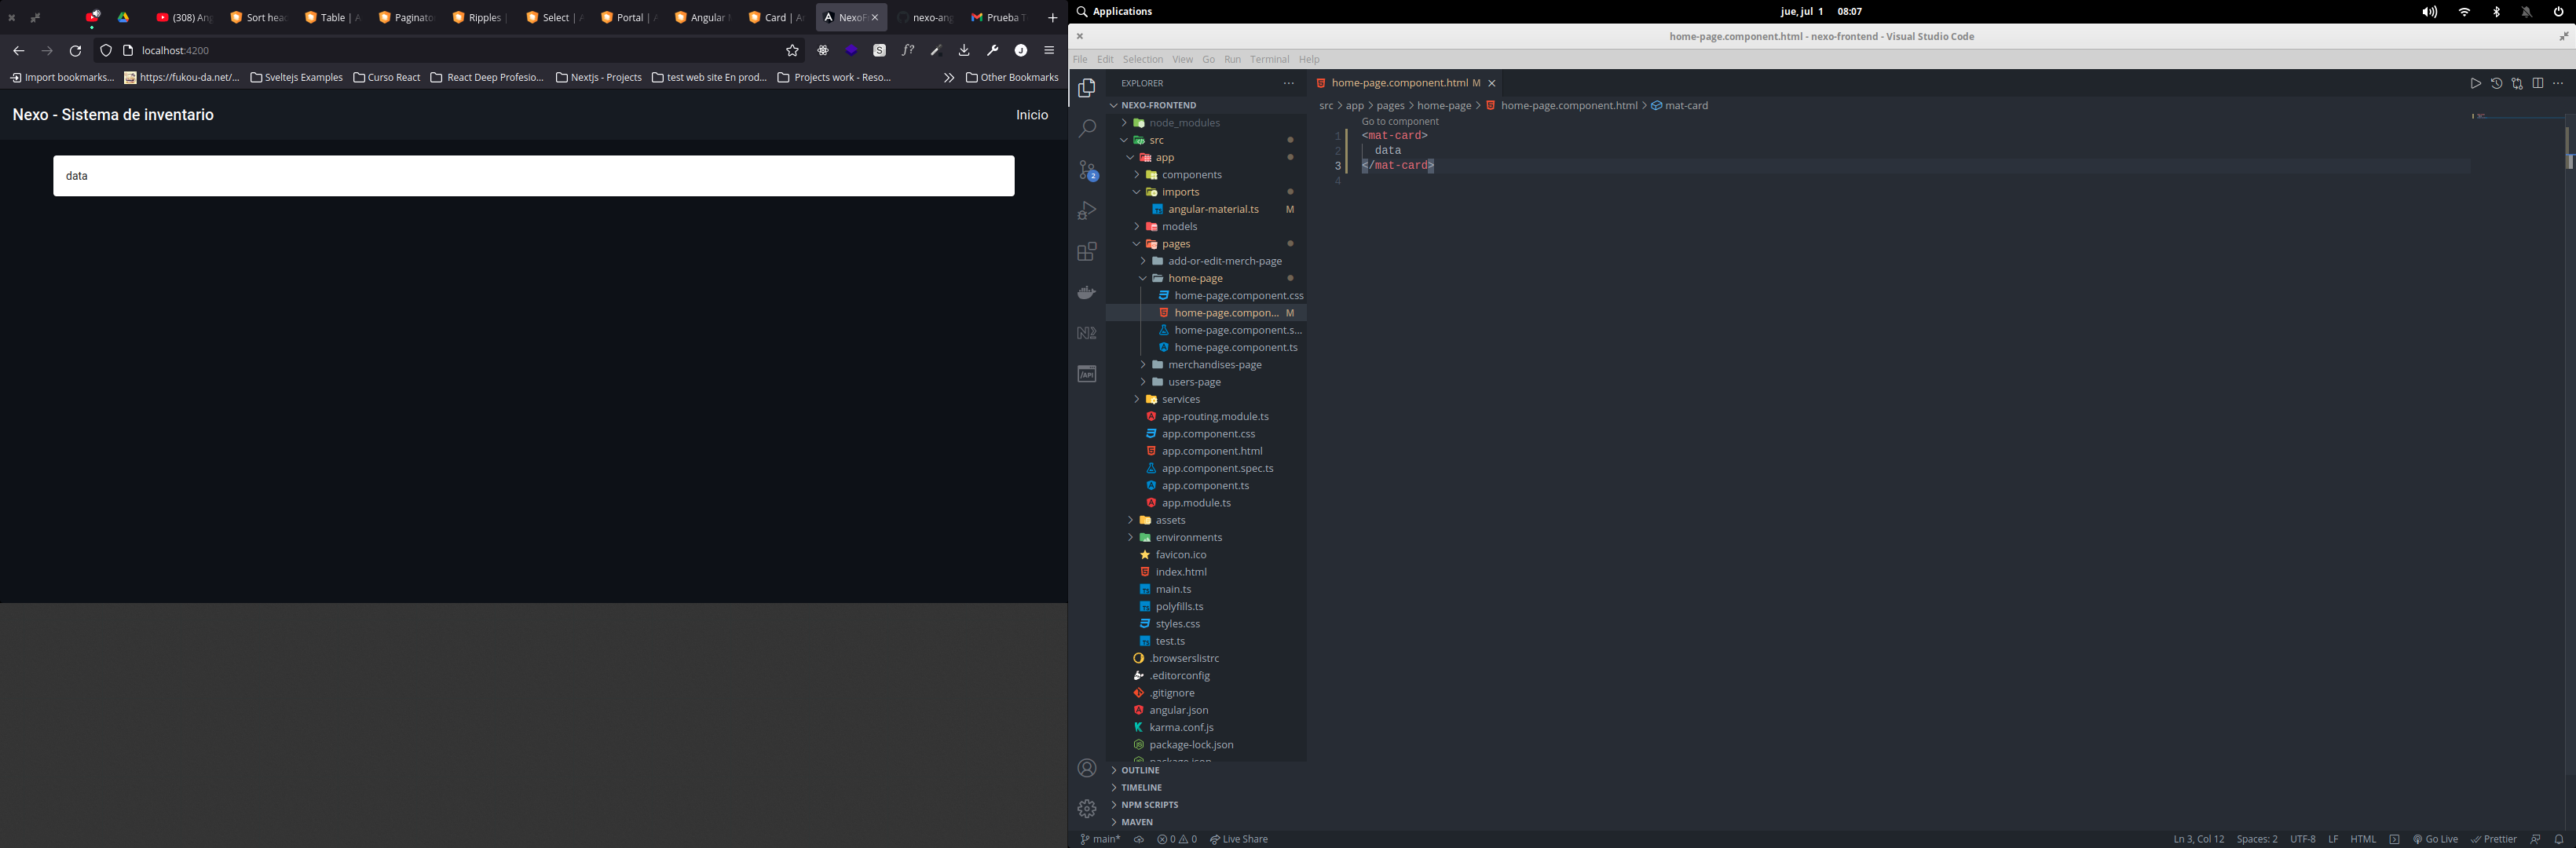 (308) Ang
Sort hea
Table | A
Paginato
Ripples |
Select | A
Portal | A
Angular
Card | A
NexoF
nexo-ang
Prueba T
localhost:4200
Import bookmarks...
https://fukou-da.net/...
Sveltejs Examples
Curso React
React Deep Profesio...
Nextjs - Projects
test web site En prod...
Projects work - Reso...
Other Bookmarks
Nexo - Sistema de inventario
Inicio
data
Applications
jue, jul 1 08:07
home-page.component.html - nexo-frontend - Visual Studio Code
File Edit Selection View Go Run Terminal Help
EXPLORER
NEXO-FRONTEND
node_modules
src
app
components
imports
angular-material.ts M
models
pages
add-or-edit-merch-page
home-page
home-page.component.css
home-page.compon... M
home-page.component.s...
home-page.component.ts
merchandises-page
users-page
services
app-routing.module.ts
app.component.css
app.component.html
app.component.spec.ts
app.component.ts
app.module.ts
assets
environments
favicon.ico
index.html
main.ts
polyfills.ts
styles.css
test.ts
.browserslistrc
.editorconfig
.gitignore
angular.json
karma.conf.js
package-lock.json
package.json
OUTLINE
TIMELINE
NPM SCRIPTS
MAVEN
2
/API
home-page.component.html M
src > app > pages > home-page > home-page.component.html > mat-card
Go to component
1 <mat-card>
2 data
3 </mat-card>
4
main* 0 0 Live Share
Ln 3, Col 12 Spaces: 2 UTF-8 LF HTML Go Live Prettier